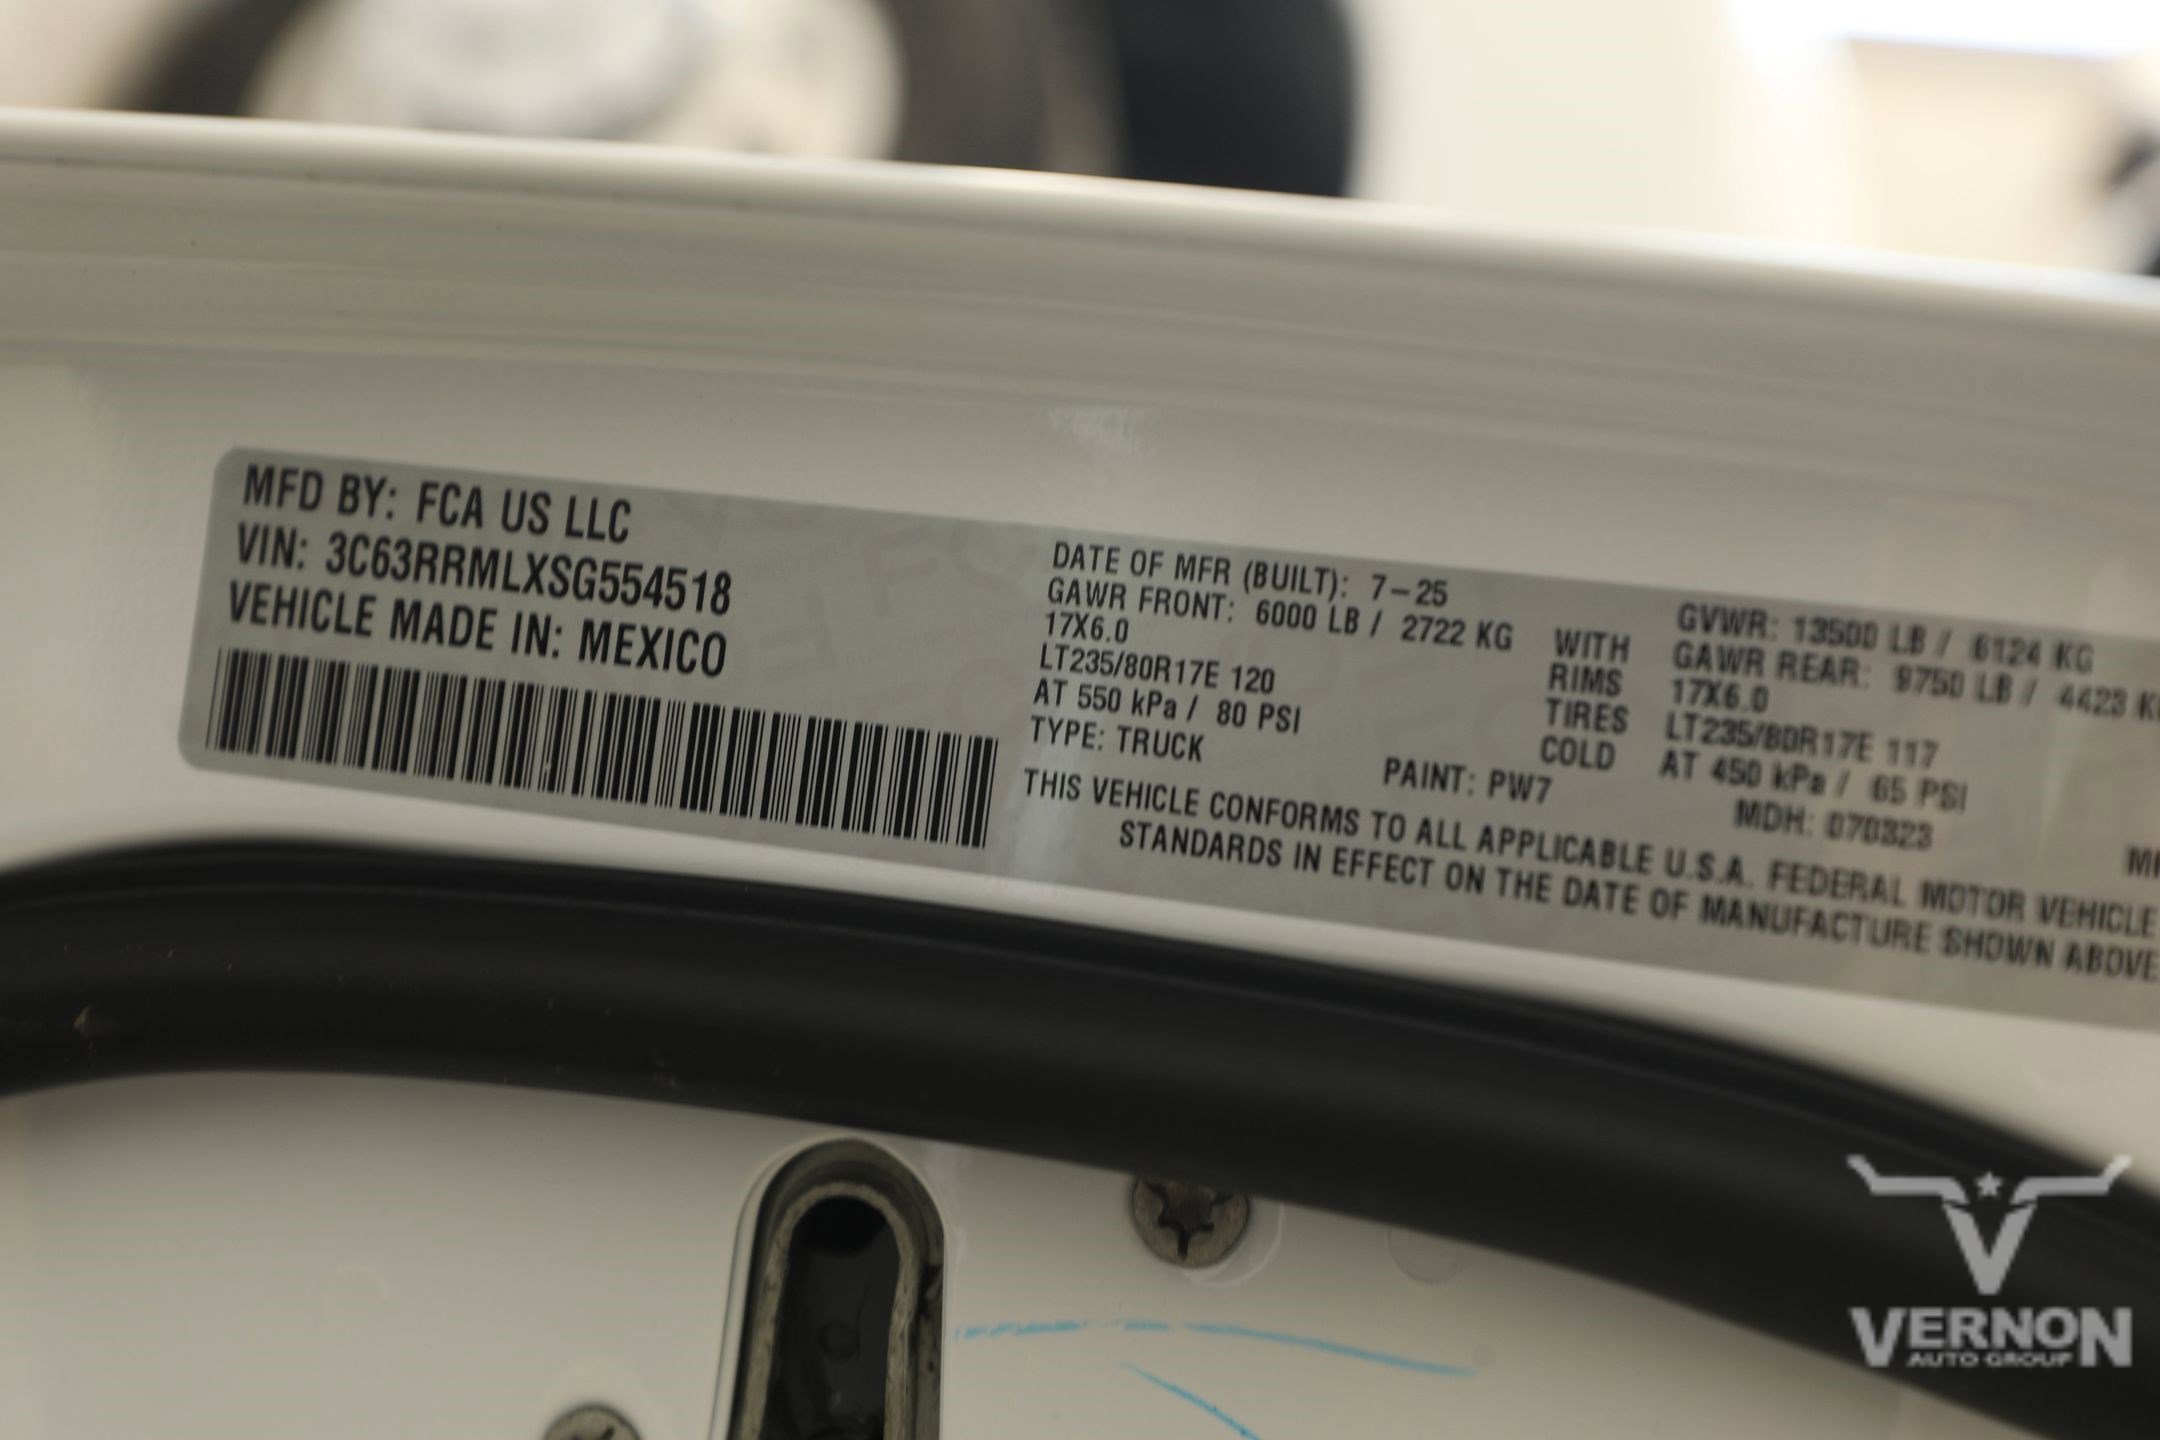 MFD BY: FCA US LLC
VIN: 3C63RRMLXSG554518
VEHICLE MADE IN: MEXICO
DATE OF MFR (BUILT): 7-25 GVWR: 13500 LB / 6124 KG
GAWR FRONT: 6000 LB / 2722 KG WITH GAWR REAR: 9750 LB / 4423
17X6.0 RIMS 17X6.0
LT235/80R17E 120 TIRES LT235/80R17E 117
AT 550 kPa / 80 PSI COLD AT 450 kPa / 65 PSI
TYPE: TRUCK PAINT: PW7 MDH: 070323
THIS VEHICLE CONFORMS TO ALL APPLICABLE U.S.A. FEDERAL MOTOR VEHICLE
STANDARDS IN EFFECT ON THE DATE OF MANUFACTURE SHOWN ABOVE
VERNON
AUTO GROUP